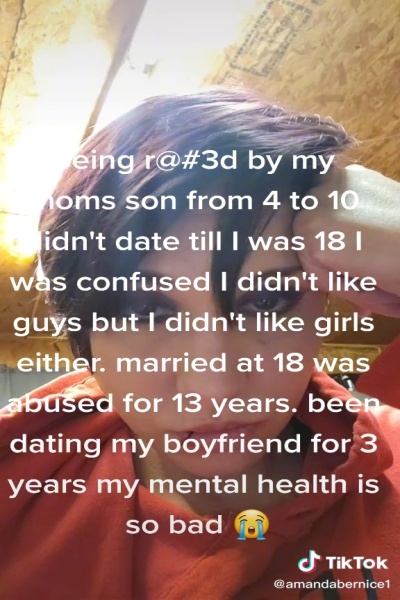 being r@#3d by my
moms son from 4 to 10
didn't date till I was 18 I
was confused I didn't like
guys but I didn't like girls
either. married at 18 was
abused for 13 years. been
dating my boyfriend for 3
years my mental health is
so bad 😭
TikTok
@amandabernice1